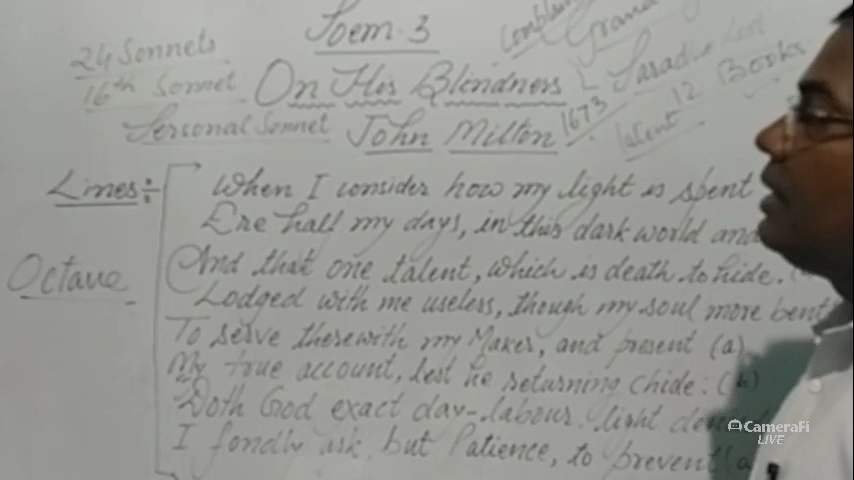 Poem. 3
24 Sonnets
16th Sonnet
On His Blindness
Personal Sonnet
John Milton
1673
Paradise Lost
12 Books
Talent
Grand
Lines:-
When I consider how my light is spent
Ere half my days, in this dark world and
And that one talent, which is death to hide.
Octave
Lodged with me useless, though my soul more bent
To serve therewith my Maker, and present (a)
My true account, lest he returning chide: (b)
Doth God exact day-labour, light
I fondly ask, but Patience, to prevent (a
CameraFi
LIVE